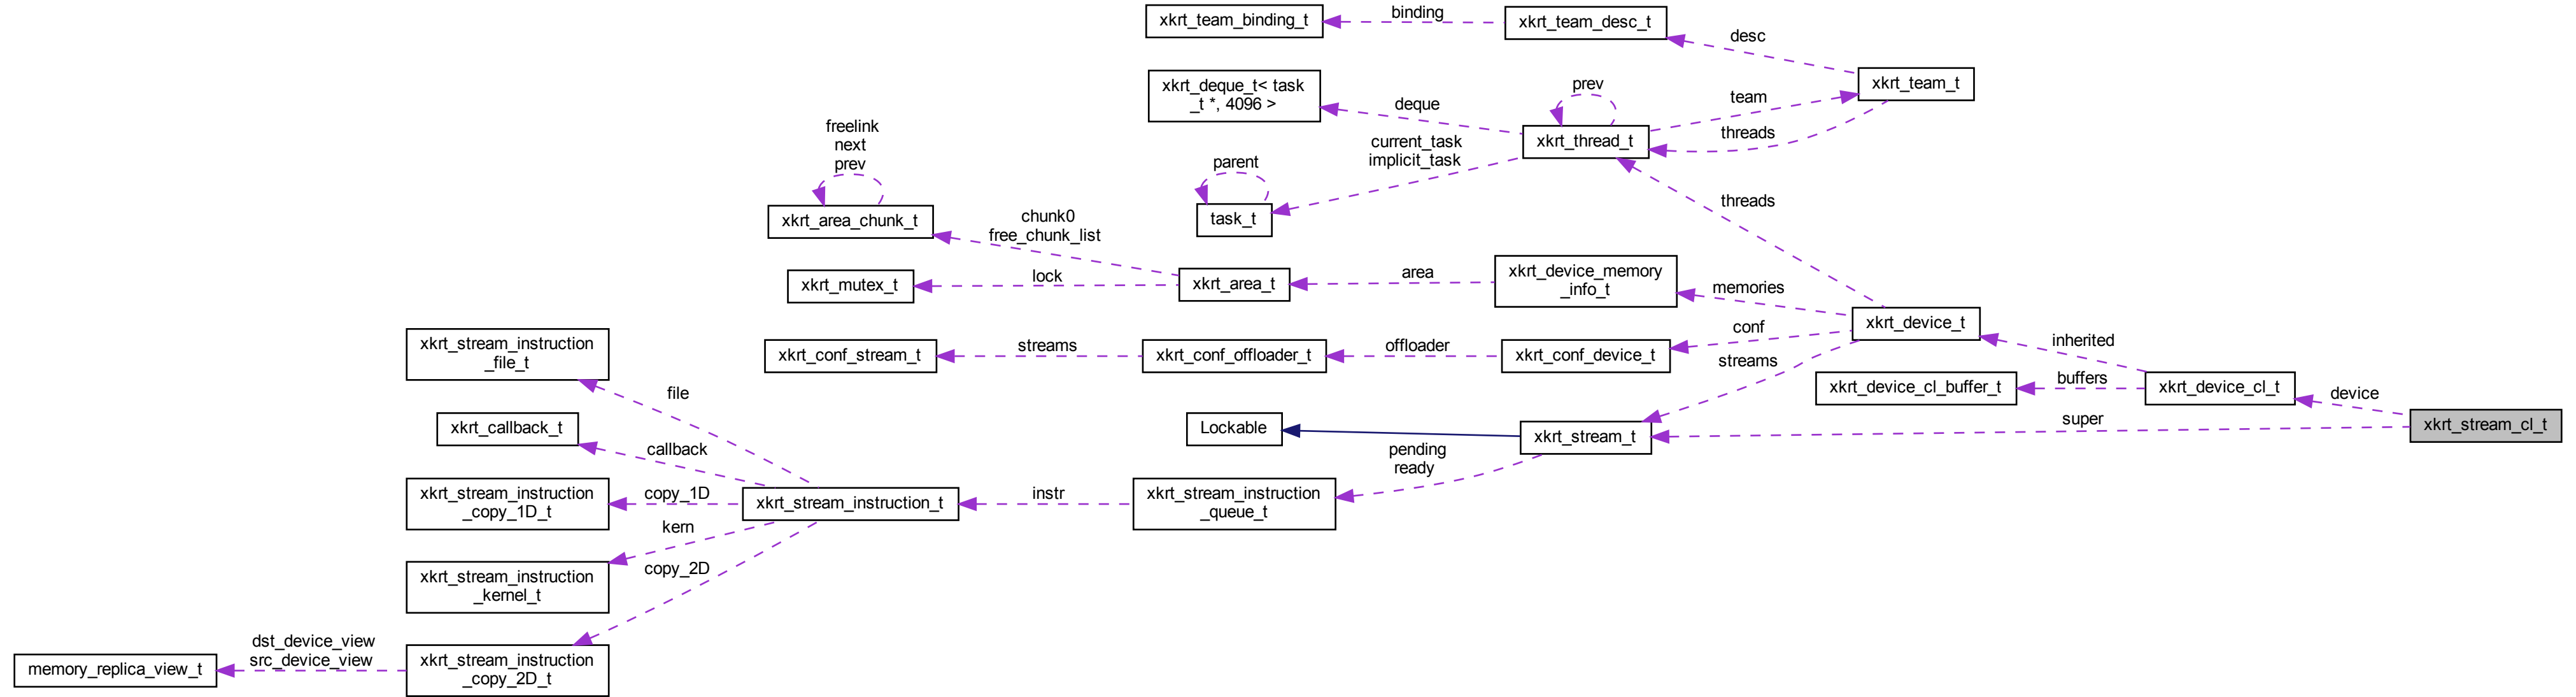 xkrt_team_binding_t
binding
xkrt_team_desc_t
desc
xkrt_team_t
xkrt_deque_t< task
_t *, 4096 >
deque
prev
team
threads
xkrt_thread_t
current_task
implicit_task
parent
task_t
freelink
next
prev
xkrt_area_chunk_t
chunk0
free_chunk_list
threads
xkrt_mutex_t
lock
xkrt_area_t
area
xkrt_device_memory
_info_t
memories
xkrt_device_t
xkrt_conf_stream_t
streams
xkrt_conf_offloader_t
offloader
xkrt_conf_device_t
conf
streams
inherited
xkrt_device_cl_buffer_t
buffers
xkrt_device_cl_t
device
xkrt_stream_cl_t
super
xkrt_stream_instruction
_file_t
file
xkrt_callback_t
callback
Lockable
xkrt_stream_t
pending
ready
xkrt_stream_instruction
_copy_1D_t
copy_1D
xkrt_stream_instruction_t
instr
xkrt_stream_instruction
_queue_t
kern
xkrt_stream_instruction
_kernel_t
copy_2D
memory_replica_view_t
dst_device_view
src_device_view
xkrt_stream_instruction
_copy_2D_t